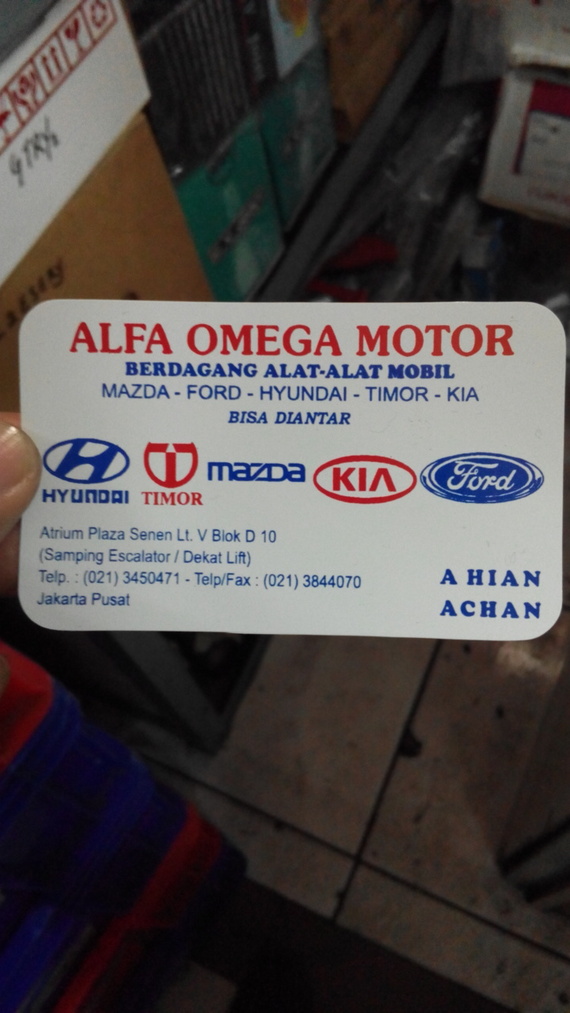 ALFA OMEGA MOTOR
BERDAGANG ALAT-ALAT MOBIL
MAZDA - FORD - HYUNDAI - TIMOR - KIA
BISA DIANTAR
HYUNDAI TIMOR mazda KIA Ford
Atrium Plaza Senen Lt. V Blok D 10
(Samping Escalator / Dekat Lift)
Telp. : (021) 3450471 - Telp/Fax : (021) 3844070
Jakarta Pusat
A HIAN
ACHAN